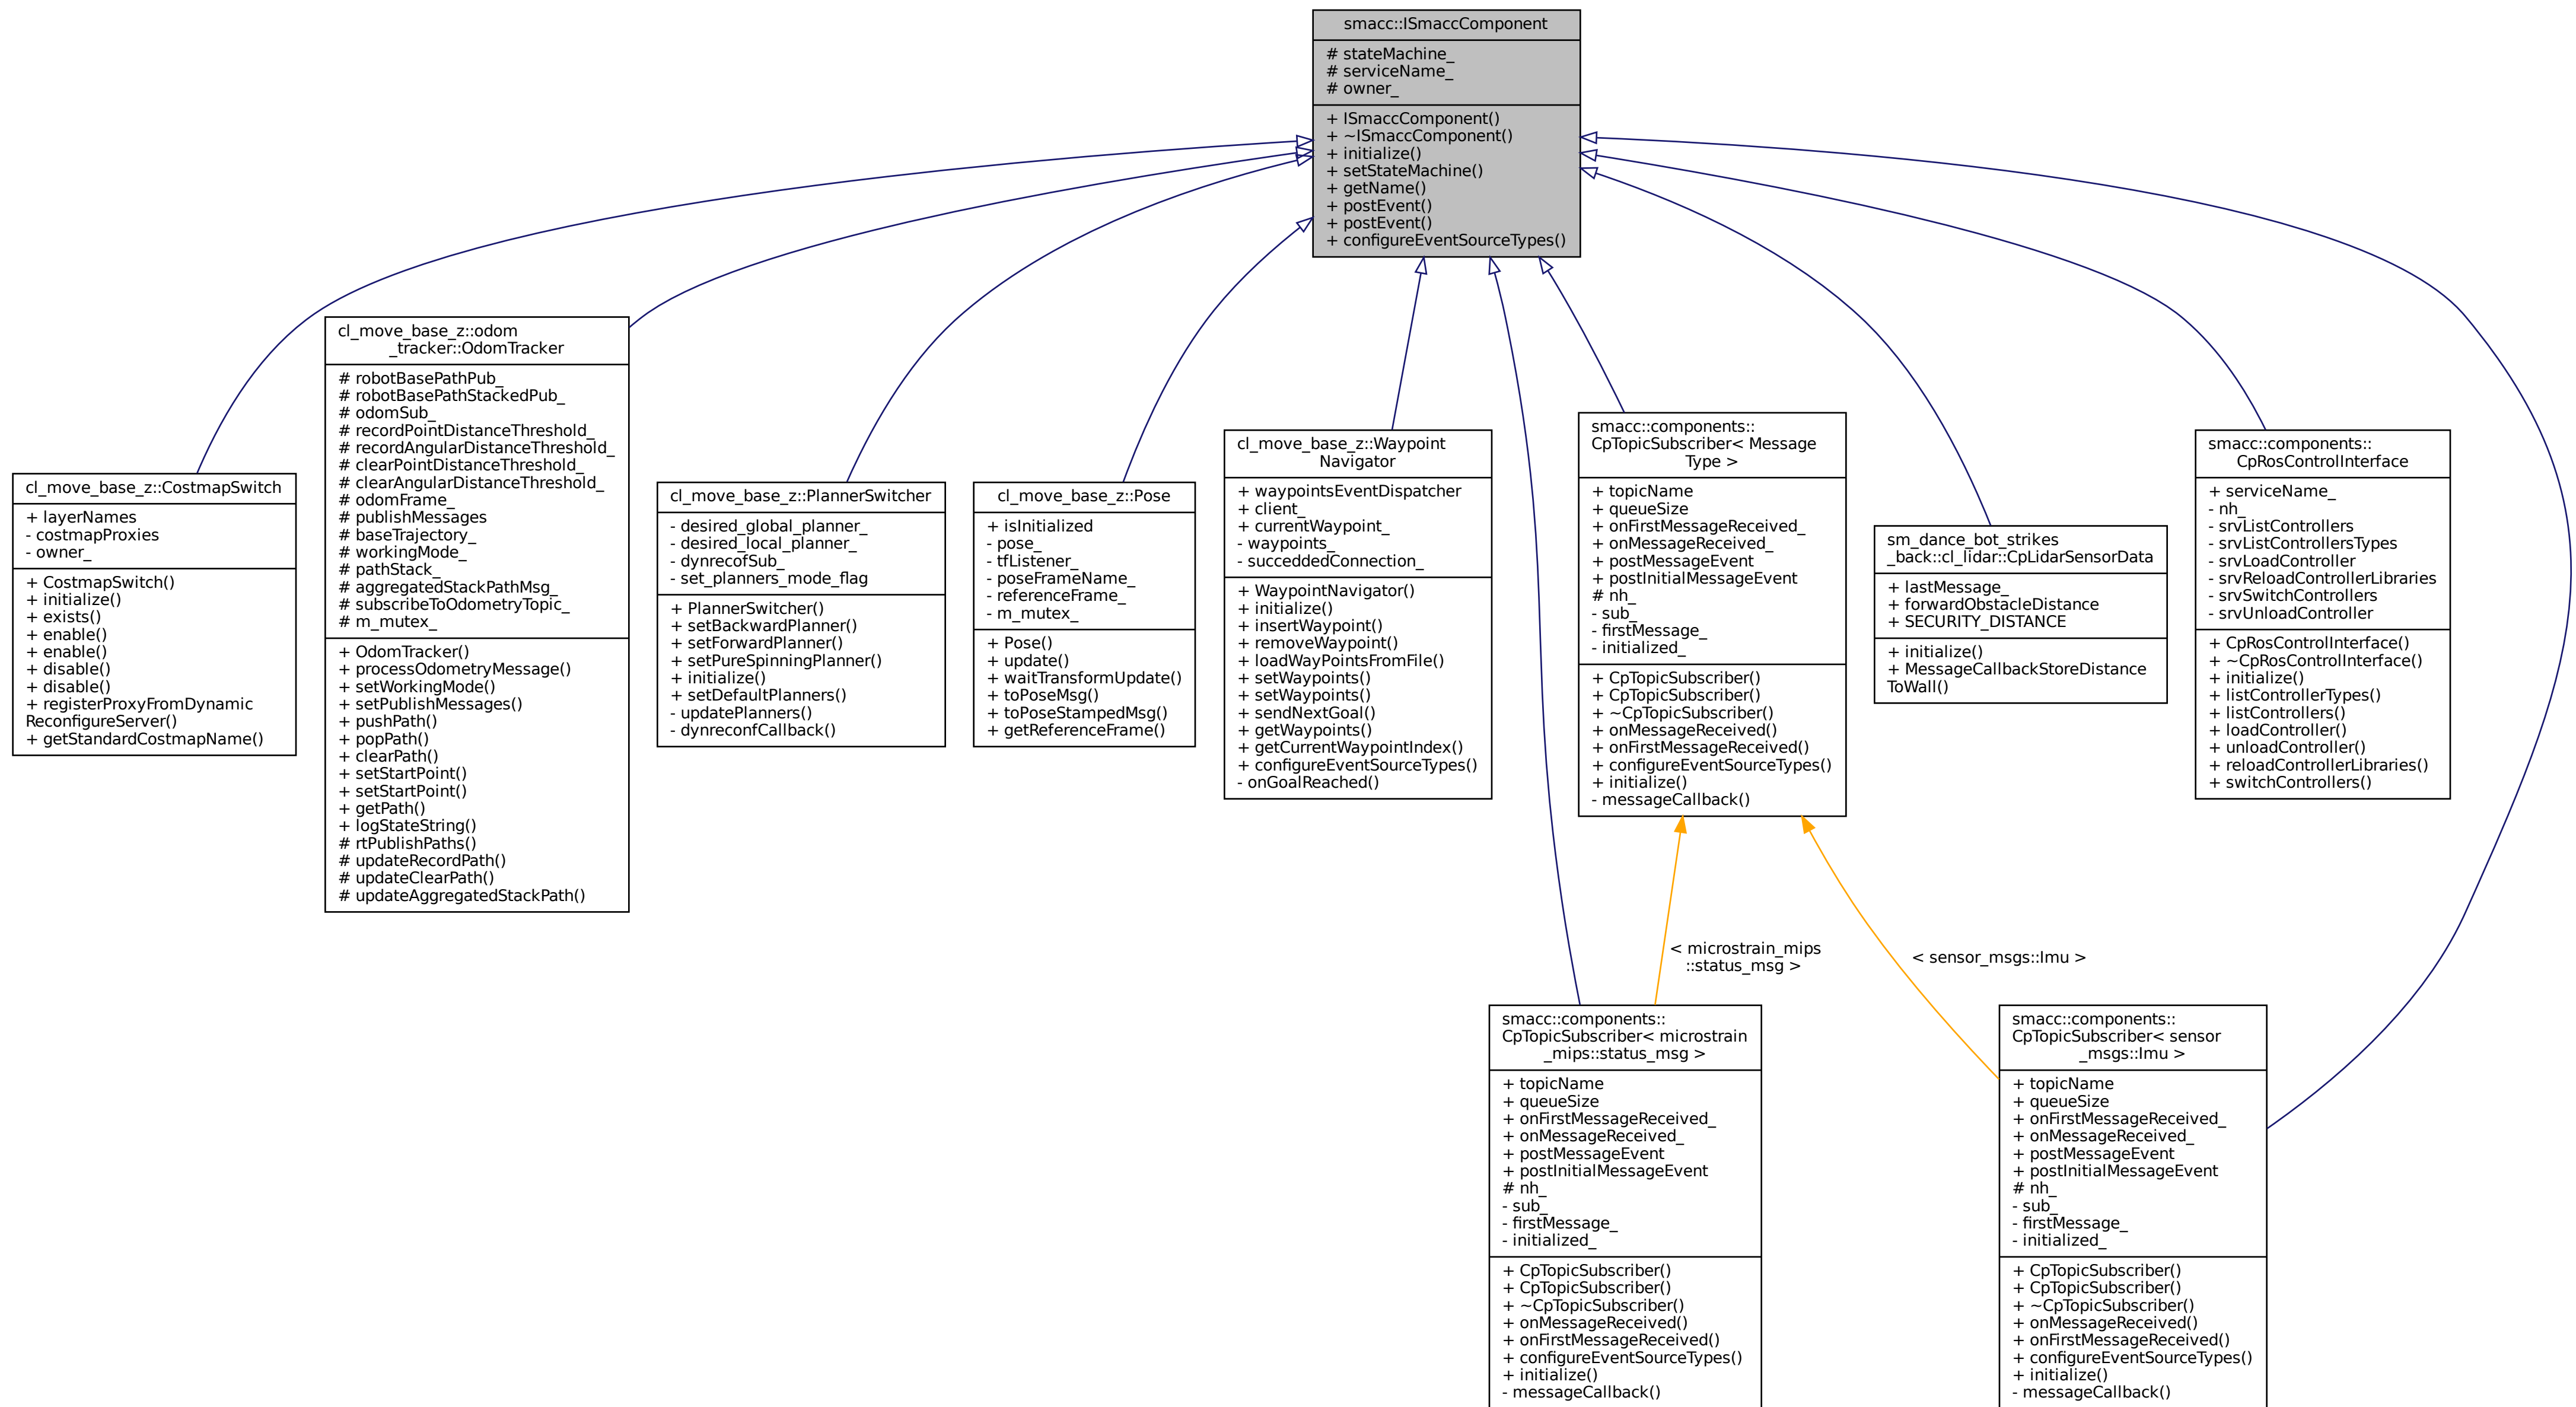 smacc::ISmaccComponent
# stateMachine_
# serviceName_
# owner_
+ ISmaccComponent()
+ ~ISmaccComponent()
+ initialize()
+ setStateMachine()
+ getName()
+ postEvent()
+ postEvent()
+ configureEventSourceTypes()
cl_move_base_z::CostmapSwitch
+ layerNames
- costmapProxies
- owner_
+ CostmapSwitch()
+ initialize()
+ exists()
+ enable()
+ enable()
+ disable()
+ disable()
+ registerProxyFromDynamic
ReconfigureServer()
+ getStandardCostmapName()
cl_move_base_z::odom
_tracker::OdomTracker
# robotBasePathPub_
# robotBasePathStackedPub_
# odomSub_
# recordPointDistanceThreshold_
# recordAngularDistanceThreshold_
# clearPointDistanceThreshold_
# clearAngularDistanceThreshold_
# odomFrame_
# publishMessages
# baseTrajectory_
# workingMode_
# pathStack_
# aggregatedStackPathMsg_
# subscribeToOdometryTopic_
# m_mutex_
+ OdomTracker()
+ processOdometryMessage()
+ setWorkingMode()
+ setPublishMessages()
+ pushPath()
+ popPath()
+ clearPath()
+ setStartPoint()
+ setStartPoint()
+ getPath()
+ logStateString()
# rtPublishPaths()
# updateRecordPath()
# updateClearPath()
# updateAggregatedStackPath()
cl_move_base_z::PlannerSwitcher
- desired_global_planner_
- desired_local_planner_
- dynrecofSub_
- set_planners_mode_flag
+ PlannerSwitcher()
+ setBackwardPlanner()
+ setForwardPlanner()
+ setPureSpinningPlanner()
+ initialize()
+ setDefaultPlanners()
- updatePlanners()
- dynreconfCallback()
cl_move_base_z::Pose
+ isInitialized
- pose_
- tfListener_
- poseFrameName_
- referenceFrame_
- m_mutex_
+ Pose()
+ update()
+ waitTransformUpdate()
+ toPoseMsg()
+ toPoseStampedMsg()
+ getReferenceFrame()
cl_move_base_z::Waypoint
Navigator
+ waypointsEventDispatcher
+ client_
+ currentWaypoint_
- waypoints_
- succeddedConnection_
+ WaypointNavigator()
+ initialize()
+ insertWaypoint()
+ removeWaypoint()
+ loadWayPointsFromFile()
+ setWaypoints()
+ setWaypoints()
+ sendNextGoal()
+ getWaypoints()
+ getCurrentWaypointIndex()
+ configureEventSourceTypes()
- onGoalReached()
smacc::components::
CpTopicSubscriber< Message
Type >
+ topicName
+ queueSize
+ onFirstMessageReceived_
+ onMessageReceived_
+ postMessageEvent
+ postInitialMessageEvent
# nh_
- sub_
- firstMessage_
- initialized_
+ CpTopicSubscriber()
+ CpTopicSubscriber()
+ ~CpTopicSubscriber()
+ onMessageReceived()
+ onFirstMessageReceived()
+ configureEventSourceTypes()
+ initialize()
- messageCallback()
sm_dance_bot_strikes
_back::cl_lidar::CpLidarSensorData
+ lastMessage_
+ forwardObstacleDistance
+ SECURITY_DISTANCE
+ initialize()
+ MessageCallbackStoreDistance
ToWall()
smacc::components::
CpRosControlInterface
+ serviceName_
- nh_
- srvListControllers
- srvListControllersTypes
- srvLoadController
- srvReloadControllerLibraries
- srvSwitchControllers
- srvUnloadController
+ CpRosControlInterface()
+ ~CpRosControlInterface()
+ initialize()
+ listControllerTypes()
+ listControllers()
+ loadController()
+ unloadController()
+ reloadControllerLibraries()
+ switchControllers()
< microstrain_mips
::status_msg >
< sensor_msgs::Imu >
smacc::components::
CpTopicSubscriber< microstrain
_mips::status_msg >
+ topicName
+ queueSize
+ onFirstMessageReceived_
+ onMessageReceived_
+ postMessageEvent
+ postInitialMessageEvent
# nh_
- sub_
- firstMessage_
- initialized_
+ CpTopicSubscriber()
+ CpTopicSubscriber()
+ ~CpTopicSubscriber()
+ onMessageReceived()
+ onFirstMessageReceived()
+ configureEventSourceTypes()
+ initialize()
- messageCallback()
smacc::components::
CpTopicSubscriber< sensor
_msgs::Imu >
+ topicName
+ queueSize
+ onFirstMessageReceived_
+ onMessageReceived_
+ postMessageEvent
+ postInitialMessageEvent
# nh_
- sub_
- firstMessage_
- initialized_
+ CpTopicSubscriber()
+ CpTopicSubscriber()
+ ~CpTopicSubscriber()
+ onMessageReceived()
+ onFirstMessageReceived()
+ configureEventSourceTypes()
+ initialize()
- messageCallback()